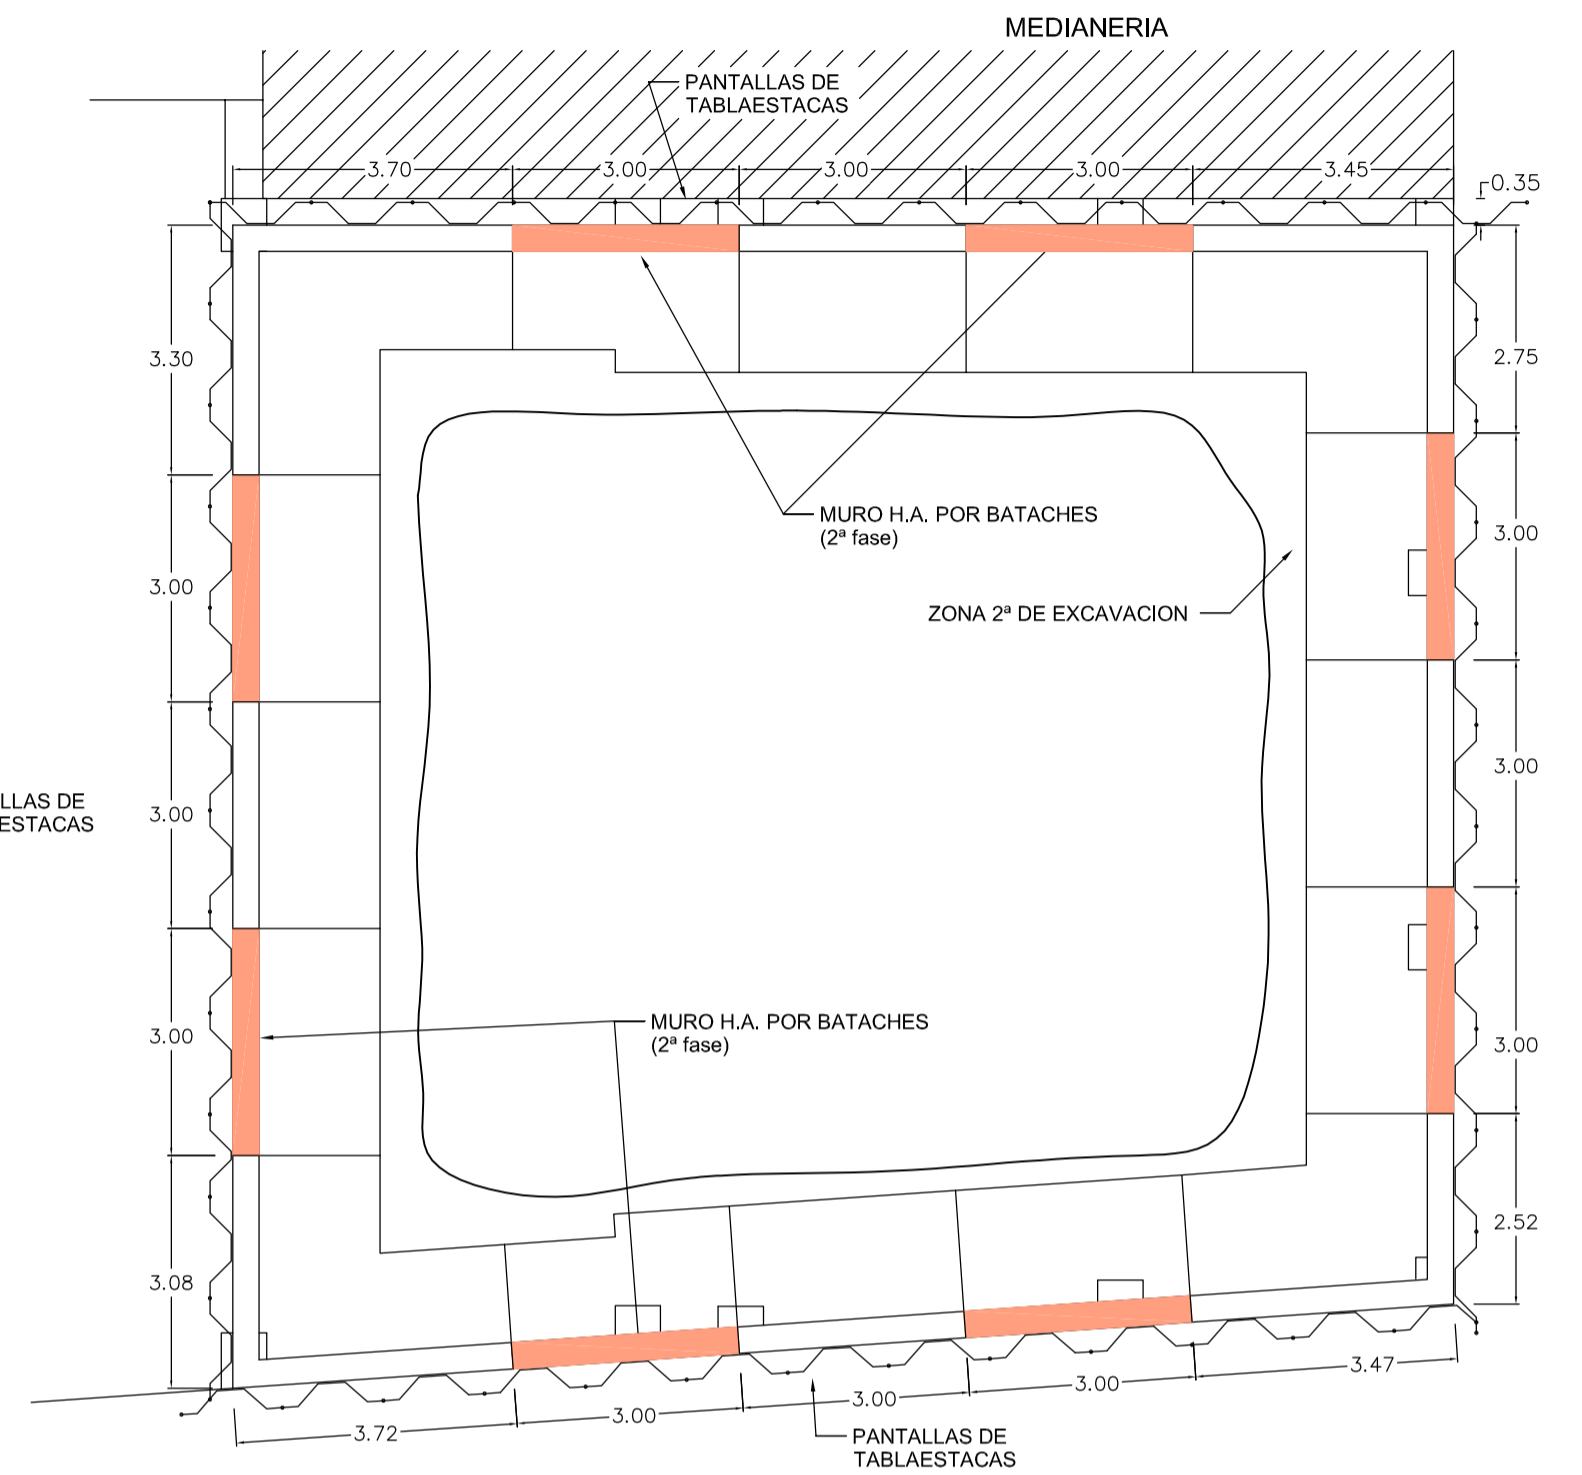 MEDIANERIA
PANTALLAS DE
TABLAESTACAS
3.70
3.00
3.00
3.00
3.45
0.35
3.30
2.75
MURO H.A. POR BATACHES
(2ª fase)
3.00
3.00
ZONA 2ª DE EXCAVACION
3.00
LLAS DE
ESTACAS
3.00
MURO H.A. POR BATACHES
(2ª fase)
3.00
3.00
2.52
3.08
3.47
3.00
3.00
3.00
3.72
PANTALLAS DE
TABLAESTACAS